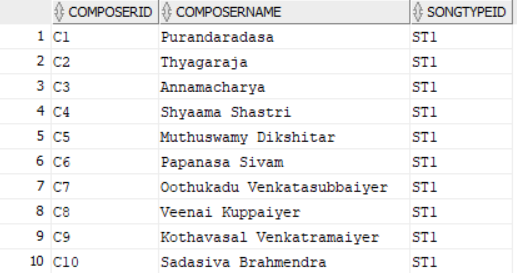 COMPOSERID COMPOSERNAME SONGTYPEID
1 C1 Purandaradasa ST1
2 C2 Thyagaraja ST1
3 C3 Annamacharya ST1
4 C4 Shyaama Shastri ST1
5 C5 Muthuswamy Dikshitar ST1
6 C6 Papanasa Sivam ST1
7 C7 Oothukadu Venkatasubbaiyer ST1
8 C8 Veenai Kuppaiyer ST1
9 C9 Kothavasal Venkatramaiyer ST1
10 C10 Sadasiva Brahmendra ST1